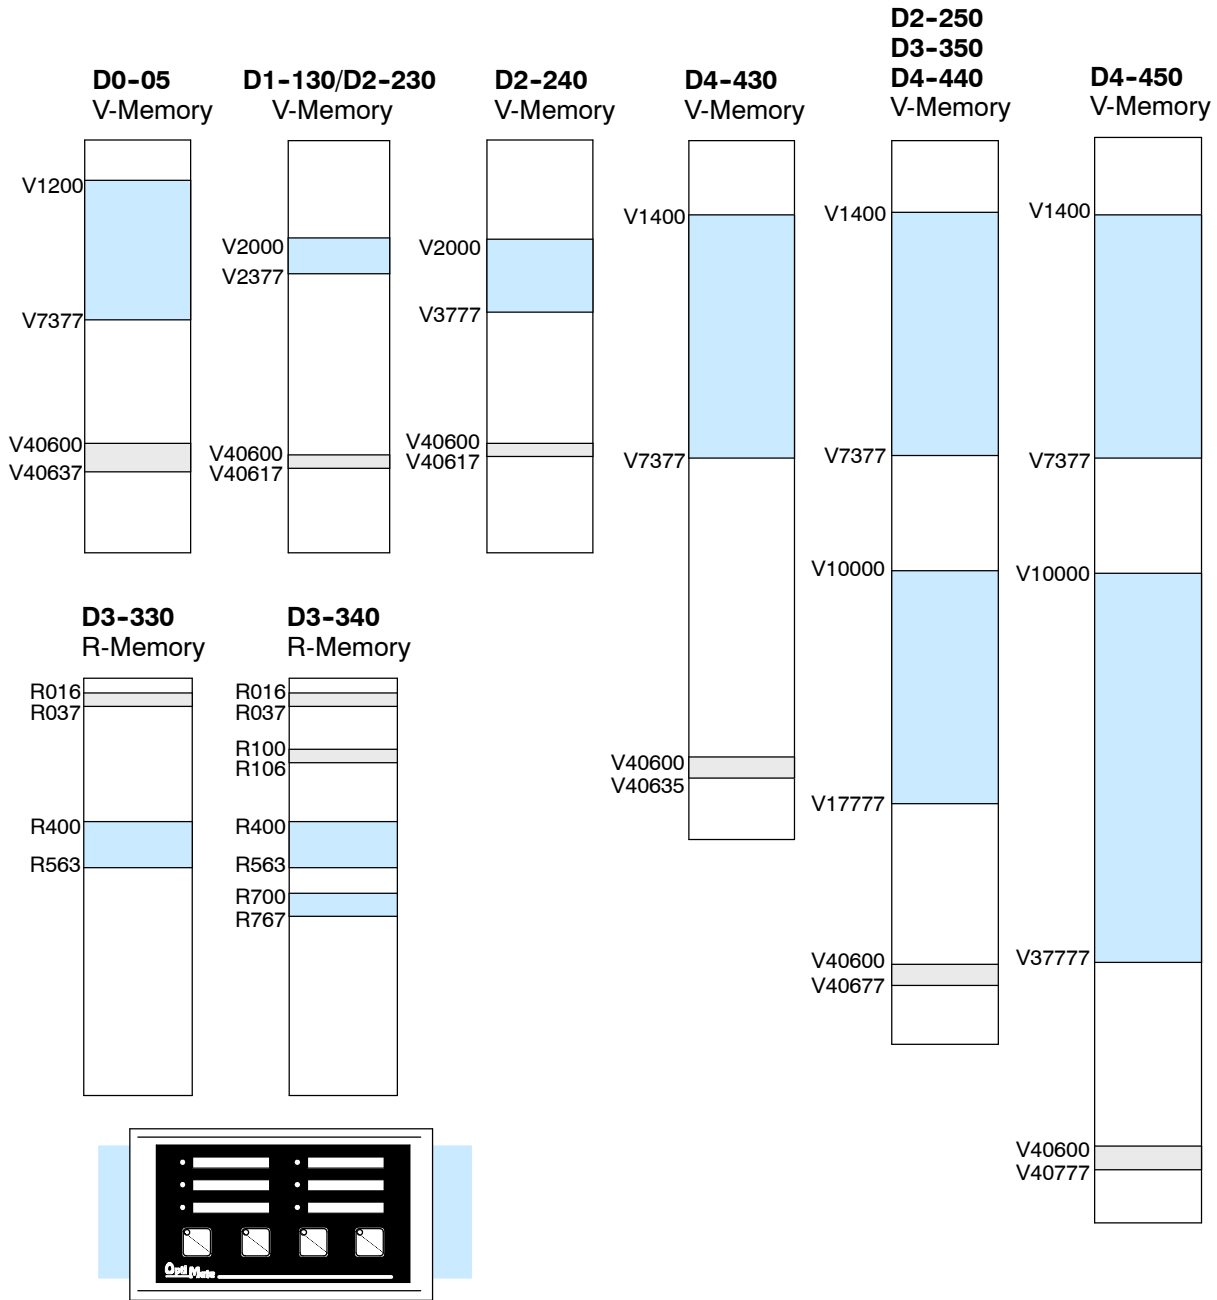 D0-05
V-Memory
V1200
V7377
V40600
V40637
D1-130/D2-230
V-Memory
V2000
V2377
V40600
V40617
D2-240
V-Memory
V2000
V3777
V40600
V40617
D4-430
V-Memory
V1400
V7377
V40600
V40635
D2-250
D3-350
D4-440
V-Memory
V1400
V7377
V10000
V17777
V40600
V40677
D4-450
V-Memory
V1400
V7377
V10000
V37777
V40600
V40777
D3-330
R-Memory
R016
R037
R400
R563
D3-340
R-Memory
R016
R037
R100
R106
R400
R563
R700
R767
OptiMate